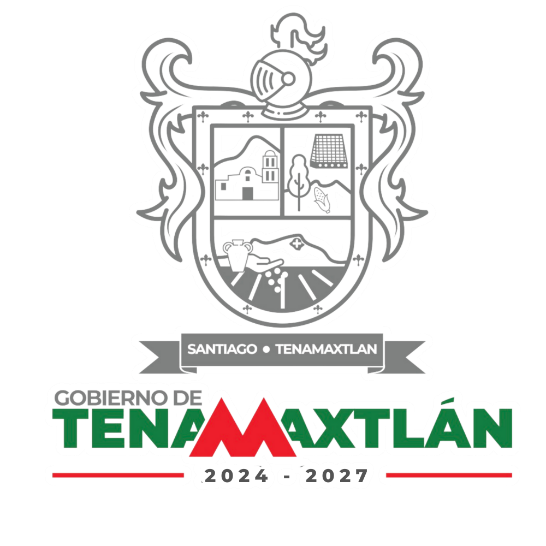 SANTIAGO • TENAMAXTLAN
GOBIERNO DE
TENAMAXTLÁN
2024 - 2027